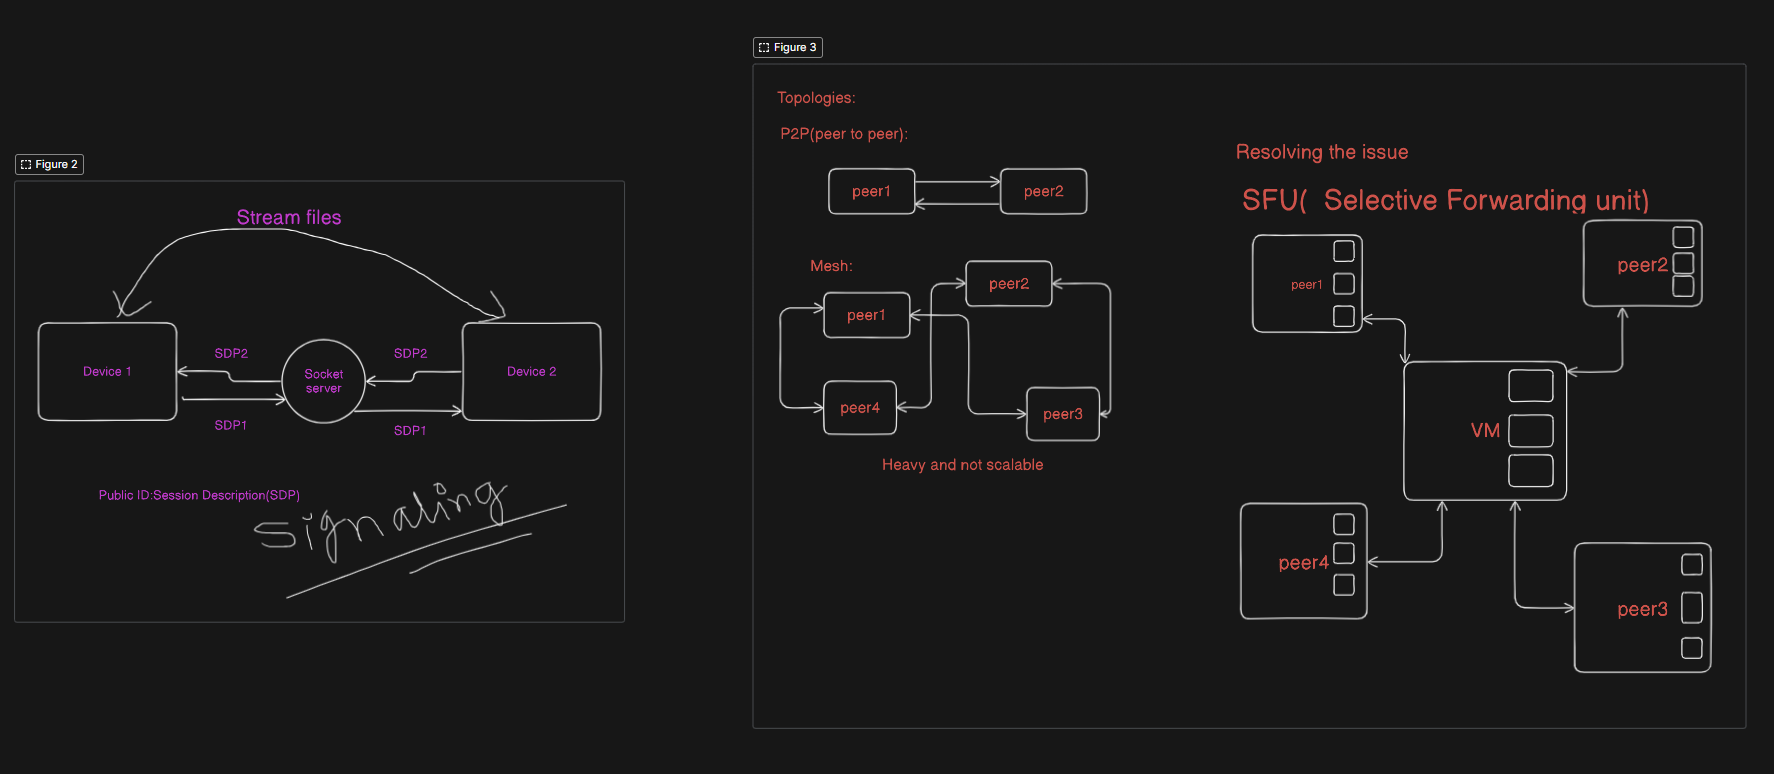 Figure 2
Stream files
Device 1
SDP2
SDP1
Socket
server
SDP2
SDP1
Device 2
Public ID:Session Description(SDP)
signaling
Figure 3
Topologies:
P2P(peer to peer):
peer1
peer2
Mesh:
peer1
peer2
peer4
peer3
Heavy and not scalable
Resolving the issue
SFU( Selective Forwarding unit)
peer1
peer2
VM
peer4
peer3